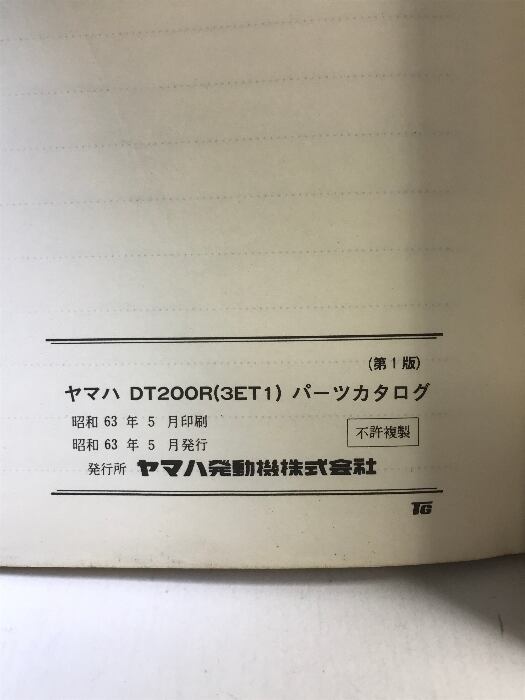 (第1版)
ヤマハ DT200R(3ET1) パーツカタログ
昭和 63 年 5 月印刷
昭和 63 年 5 月発行
不許複製
発行所 ヤマハ発動機株式会社
TG